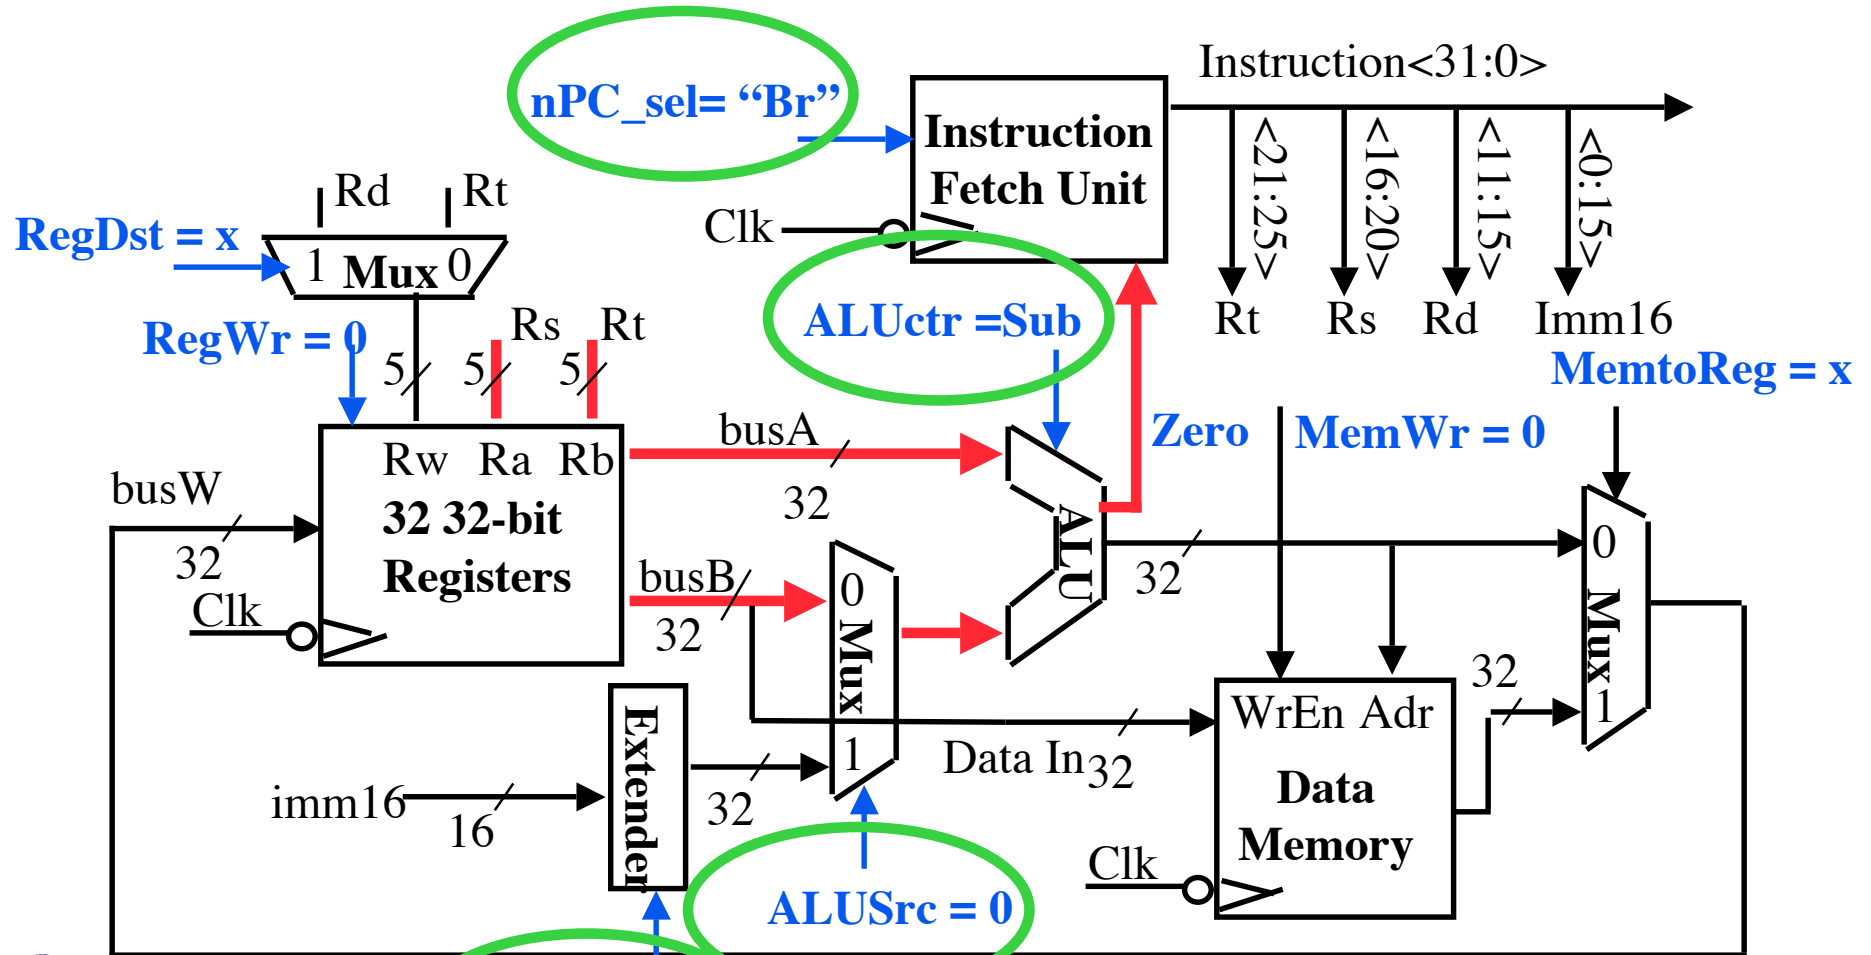 Instruction<31:0>
nPC_sel= “Br”
Instruction
Fetch Unit
<21:25>
<16:20>
<11:15>
<0:15>
Rd
Rt
Clk
RegDst = x
1
Mux
0
ALUctr =Sub
Rt
Rs
Rd
Imm16
RegWr = 0
Rs
Rt
5
5
5
MemtoReg = x
busA
Zero
MemWr = 0
Rw
Ra
Rb
busW
32
32 32-bit
Registers
32
ALU
0
Mux
1
32
busB
32
0
Mux
1
Clk
32
WrEn Adr
Data
Memory
Data In
32
Extender
imm16
16
32
Clk
ALUSrc = 0